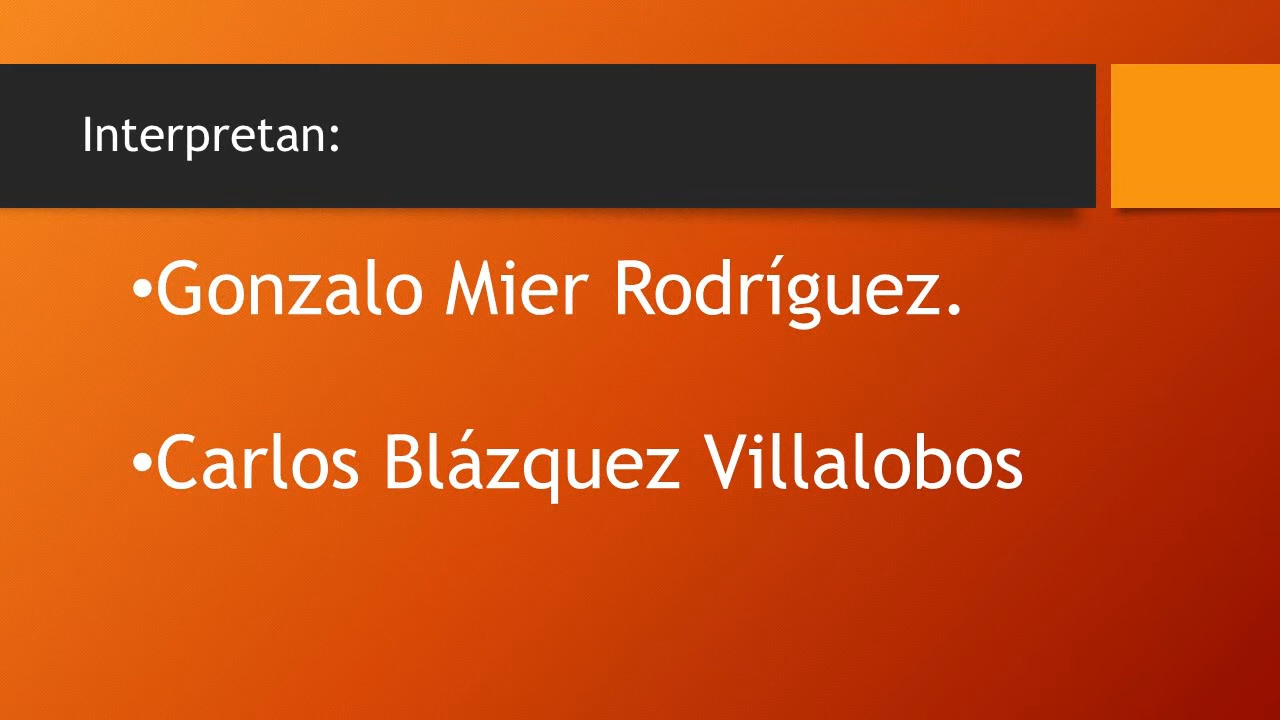 Interpretan:
•Gonzalo Mier Rodríguez.
•Carlos Blázquez Villalobos